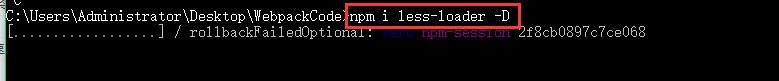 C:\Users\Administrator\Desktop\WebpackCode>npm i less-loader -D
[..................] / rollbackFailedOptional: verb npm-session 2f8cb0897c7ce068